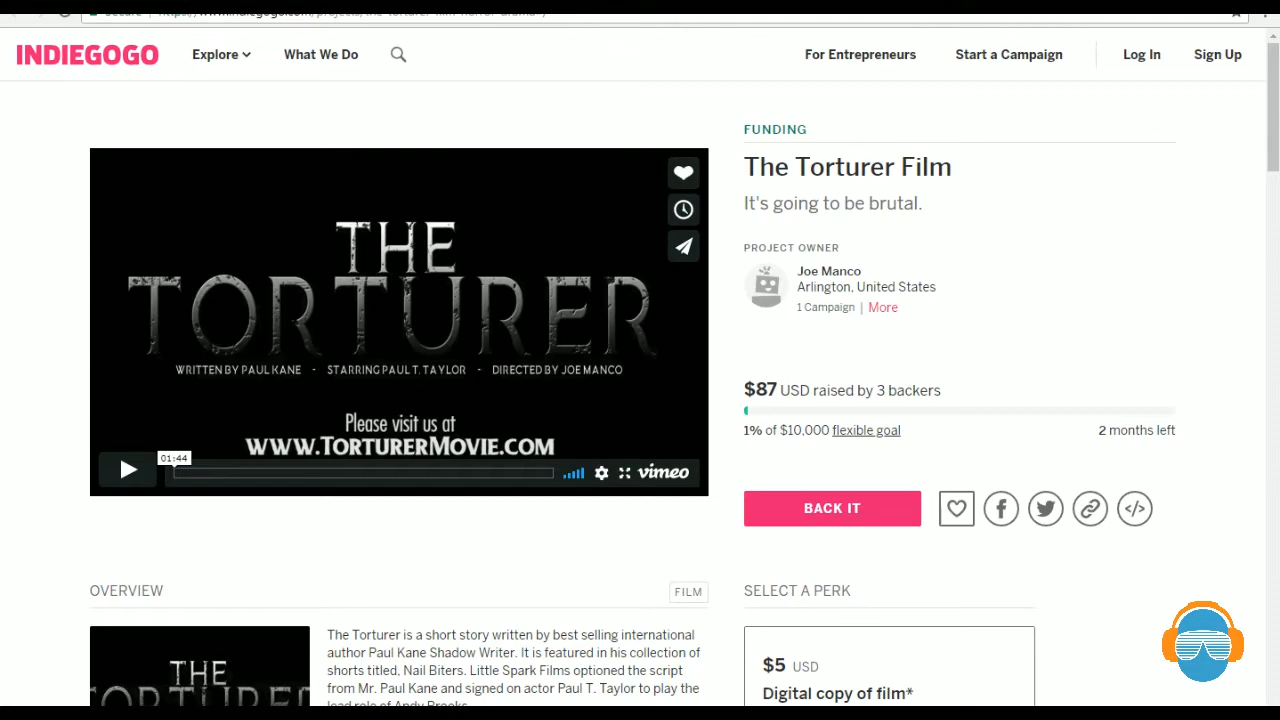 INDIEGOGO
Explore
What We Do
For Entrepreneurs
Start a Campaign
Log In
Sign Up
FUNDING
The Torturer Film
It's going to be brutal.
PROJECT OWNER
Joe Manco
Arlington, United States
1 Campaign | More
$87 USD raised by 3 backers
1% of $10,000 flexible goal
2 months left
BACK IT
THE
TORTURER
WRITTEN BY PAUL KANE - STARRING PAUL T. TAYLOR - DIRECTED BY JOE MANCO
Please visit us at
WWW.TORTURERMOVIE.COM
01:44
vimeo
OVERVIEW
FILM
SELECT A PERK
THE
TORTURER
The Torturer is a short story written by best selling international
author Paul Kane Shadow Writer is featured in his collection of
shorts titled, Nail Biters. Little Spark Films optioned the script
from Mr. Paul Kane and signed on actor Paul T. Taylor to play the
lead role of Andy Brooks.
$5 USD
Digital copy of film*